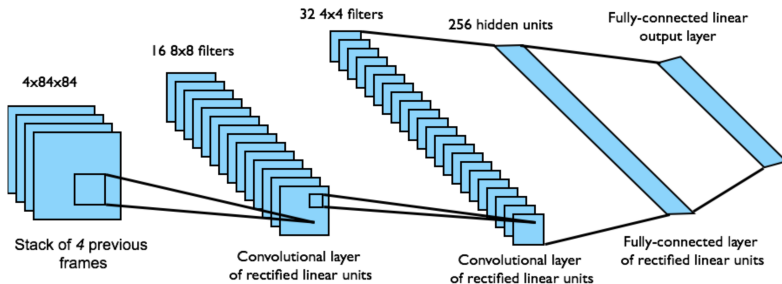 32 4x4 filters
256 hidden units
Fully-connected linear
output layer
16 8x8 filters
4x84x84
Stack of 4 previous
frames
Convolutional layer
of rectified linear units
Convolutional layer
of rectified linear units
Fully-connected layer
of rectified linear units